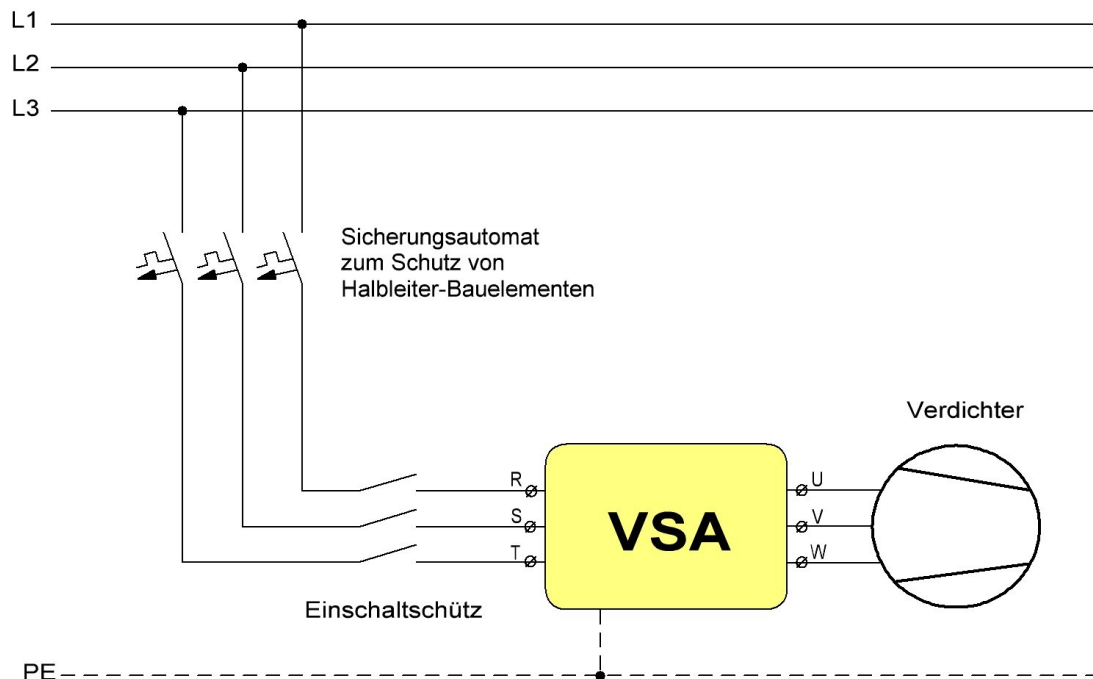 L1
L2
L3
Sicherungsautomat
zum Schutz von
Halbleiter-Bauelementen
Verdichter
R
S
T
VSA
U
V
W
Einschaltschütz
PE